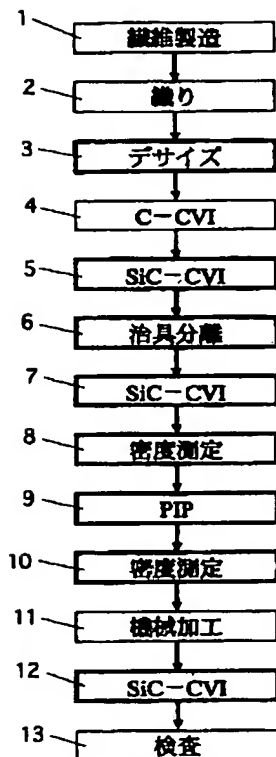 1 繊維製造
2 織り
3 デサイズ
4 C-CVI
5 SiC-CVI
6 治具分離
7 SiC-CVI
8 密度測定
9 PIP
10 密度測定
11 機械加工
12 SiC-CVI
13 検査